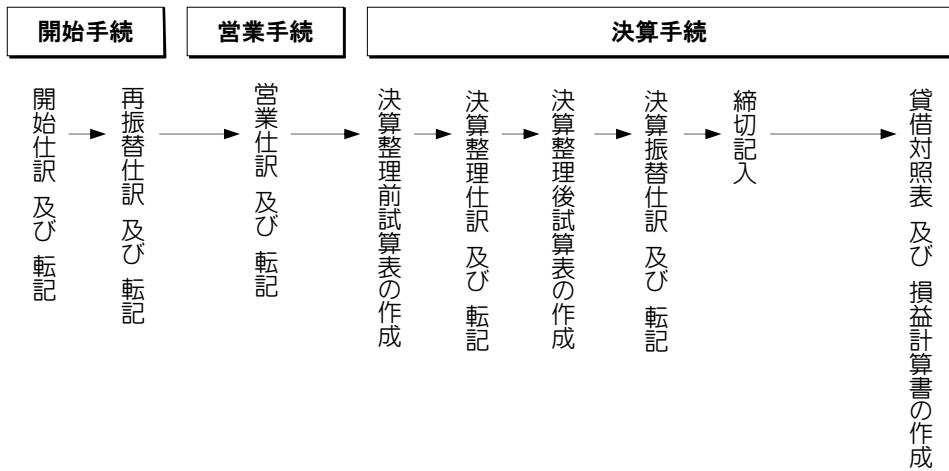 開始手続
営業手続
決算手続
開始仕訳 及び 転記
再振替仕訳 及び 転記
営業仕訳 及び 転記
決算整理前試算表の作成
決算整理仕訳 及び 転記
決算整理後試算表の作成
決算振替仕訳 及び 転記
締切記入
貸借対照表 及び 損益計算書の作成